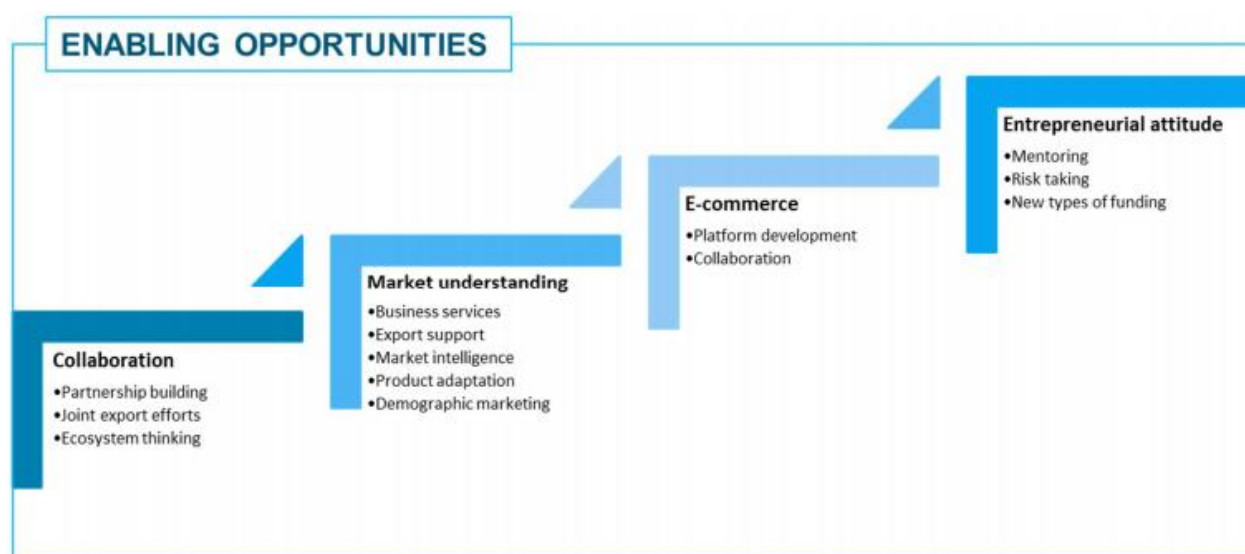 ENABLING OPPORTUNITIES
Collaboration
•Partnership building
•Joint export efforts
•Ecosystem thinking
Market understanding
•Business services
•Export support
•Market intelligence
•Product adaptation
•Demographic marketing
E-commerce
•Platform development
•Collaboration
Entrepreneurial attitude
•Mentoring
•Risk taking
•New types of funding